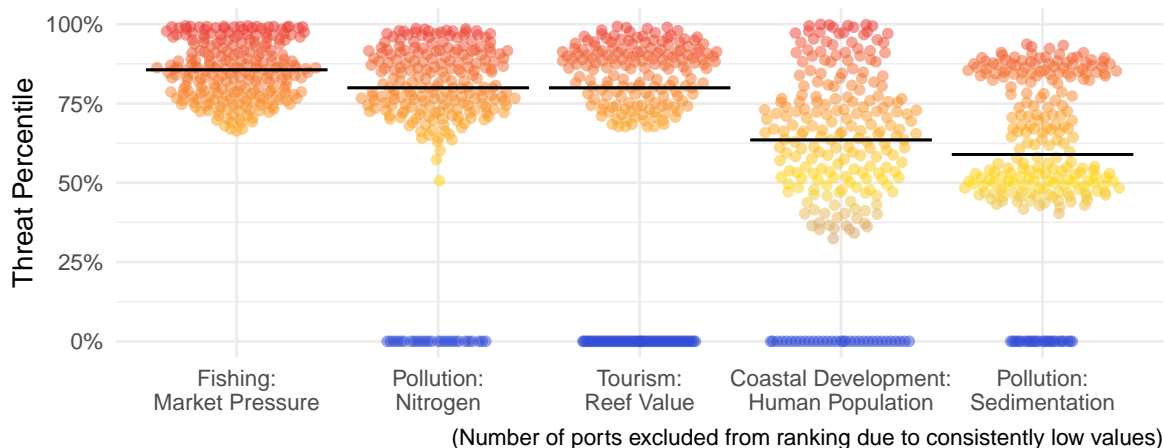 Threat Percentile
100%
75%
50%
25%
0%
Fishing:
Market Pressure
Pollution:
Nitrogen
Tourism:
Reef Value
Coastal Development:
Human Population
Pollution:
Sedimentation
(Number of ports excluded from ranking due to consistently low values)